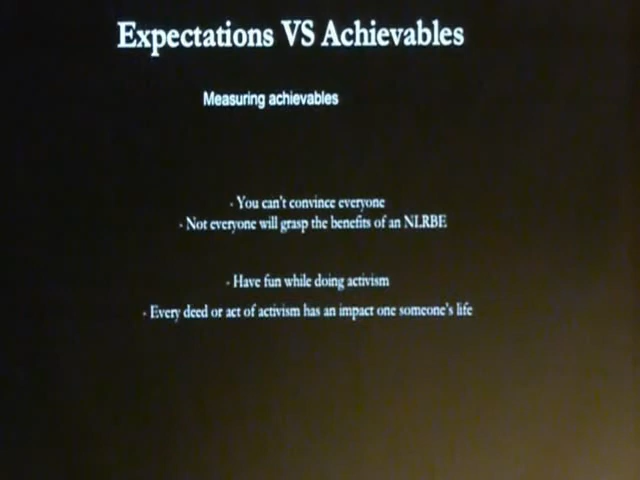 Expectations VS Achievables
Measuring achievables
- You can't convince everyone
- Not everyone will grasp the benefits of an NLRBE
- Have fun while doing activism
- Every deed or act of activism has an impact one someone's life